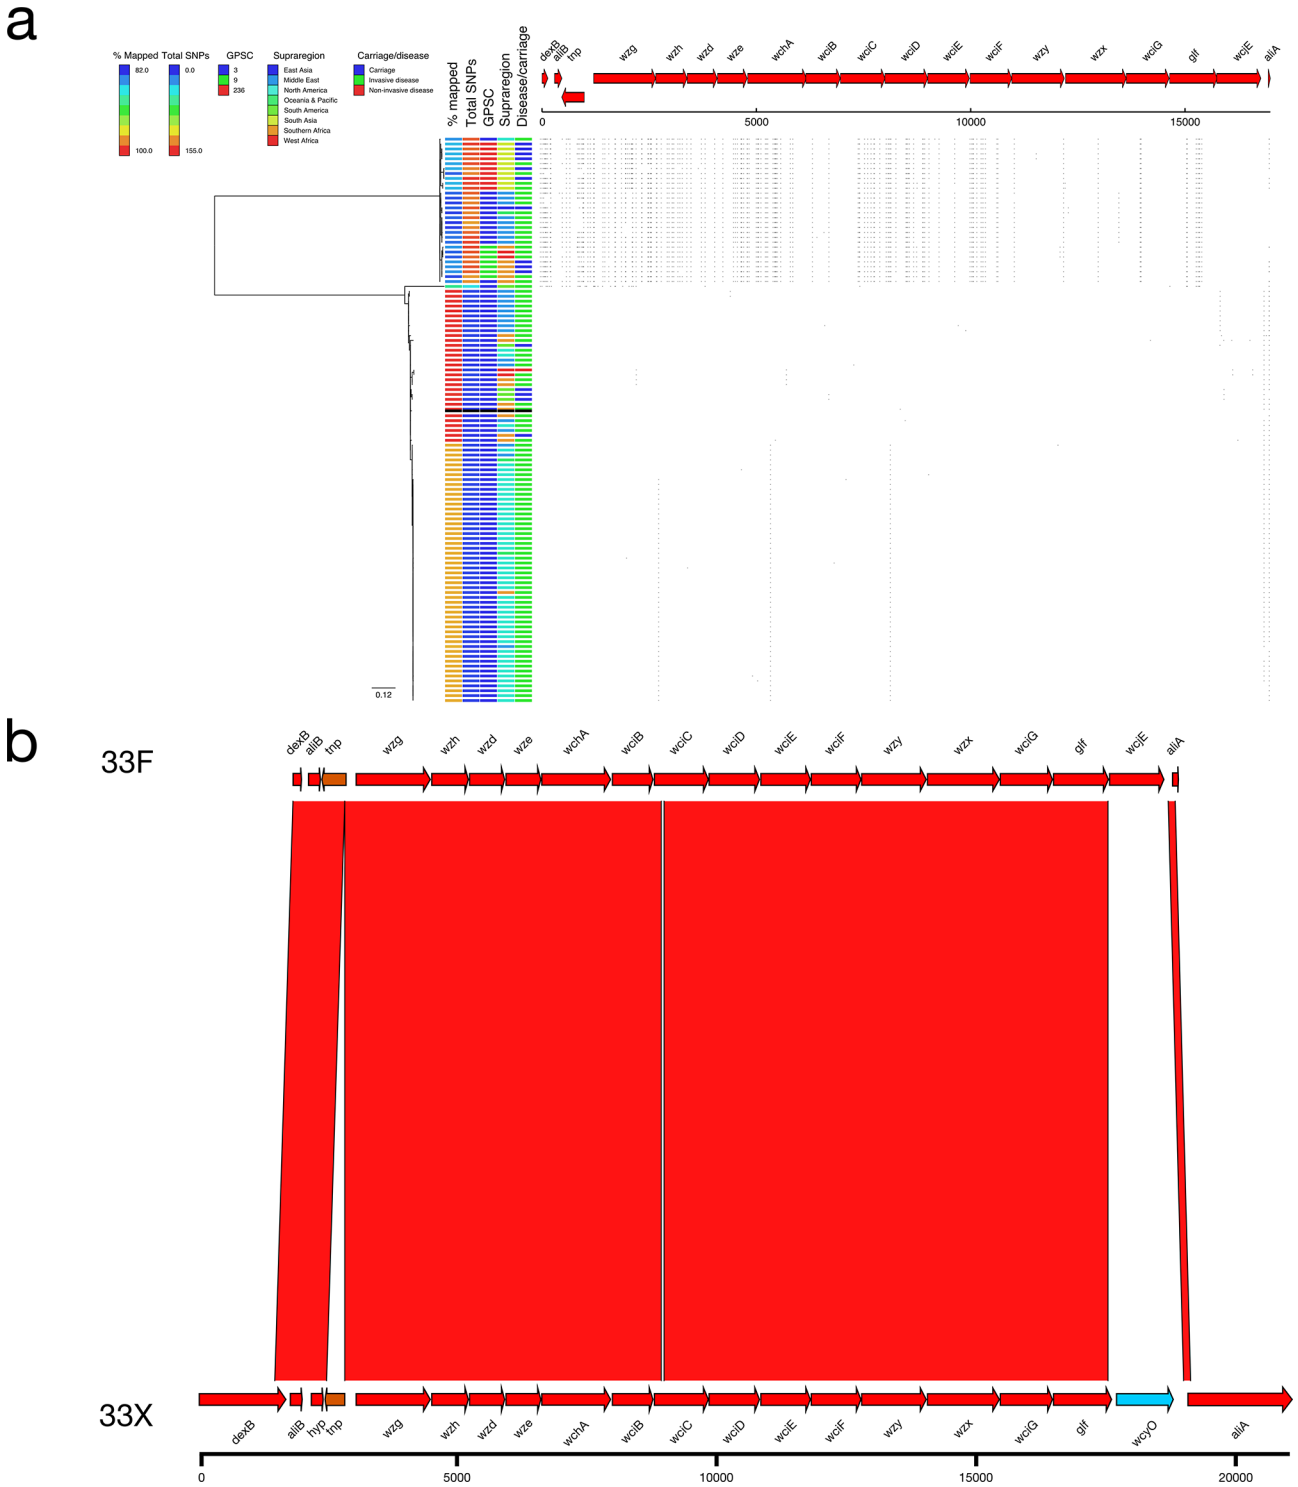 a
dexB aliB tnp wzg wzh wzd wze wchA wciB wciC wciD wciE wciF wzy wzx wciG glf wcjE aliA
% Mapped Total SNPs GPSC Supraregion Carriage/disease
82.0 0.0 3 East Asia Carriage
9 Middle East Invasive disease
236 North America Non-invasive disease
Oceania & Pacific
South America
South Asia
Southern Africa
100.0 155.0 West Africa
% mapped
Total SNPs
GPSC
Supraregion
Disease/carriage
0 5000 10000 15000
0.12
b
dexB aliB tnp wzg wzh wzd wze wchA wciB wciC wciD wciE wciF wzy wzx wciG glf wcjE aliA
33F
33X
dexB aliB hyp tnp wzg wzh wzd wze wchA wciB wciC wciD wciE wciF wzy wzx wciG glf wcyO aliA
0 5000 10000 15000 20000